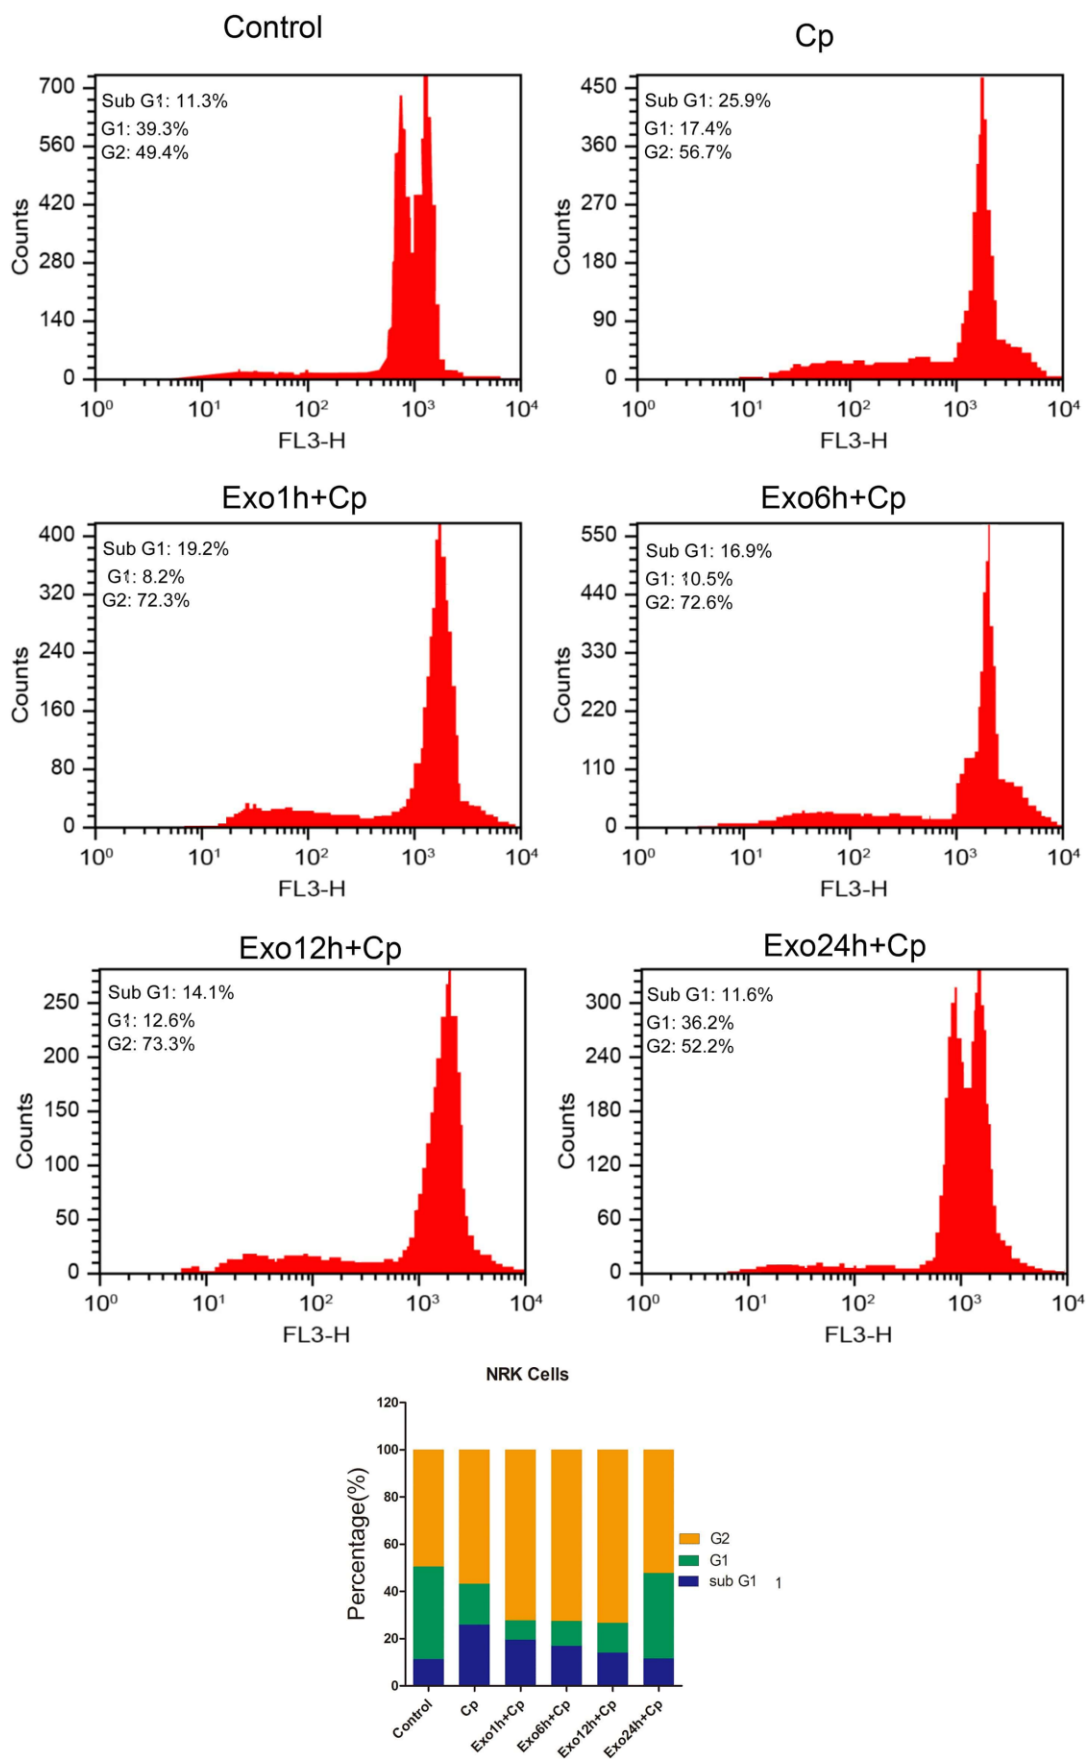 Control
Sub G1: 11.3%
G1: 39.3%
G2: 49.4%
700
560
420
280
140
0
Counts
10⁰ 10¹ 10² 10³ 10⁴
FL3-H
Cp
Sub G1: 25.9%
G1: 17.4%
G2: 56.7%
450
360
270
180
90
0
Counts
10⁰ 10¹ 10² 10³ 10⁴
FL3-H
Exo1h+Cp
Sub G1: 19.2%
G1: 8.2%
G2: 72.3%
400
320
240
160
80
0
Counts
10⁰ 10¹ 10² 10³ 10⁴
FL3-H
Exo6h+Cp
Sub G1: 16.9%
G1: 10.5%
G2: 72.6%
550
440
330
220
110
0
Counts
10⁰ 10¹ 10² 10³ 10⁴
FL3-H
Exo12h+Cp
Sub G1: 14.1%
G1: 12.6%
G2: 73.3%
250
200
150
100
50
0
Counts
10⁰ 10¹ 10² 10³ 10⁴
FL3-H
Exo24h+Cp
Sub G1: 11.6%
G1: 36.2%
G2: 52.2%
300
240
180
120
60
0
Counts
10⁰ 10¹ 10² 10³ 10⁴
FL3-H
NRK Cells
120
100
80
60
40
20
0
Percentage(%)
Control Cp Exo1h+Cp Exo6h+Cp Exo12h+Cp Exo24h+Cp
G2
G1
sub G1 1